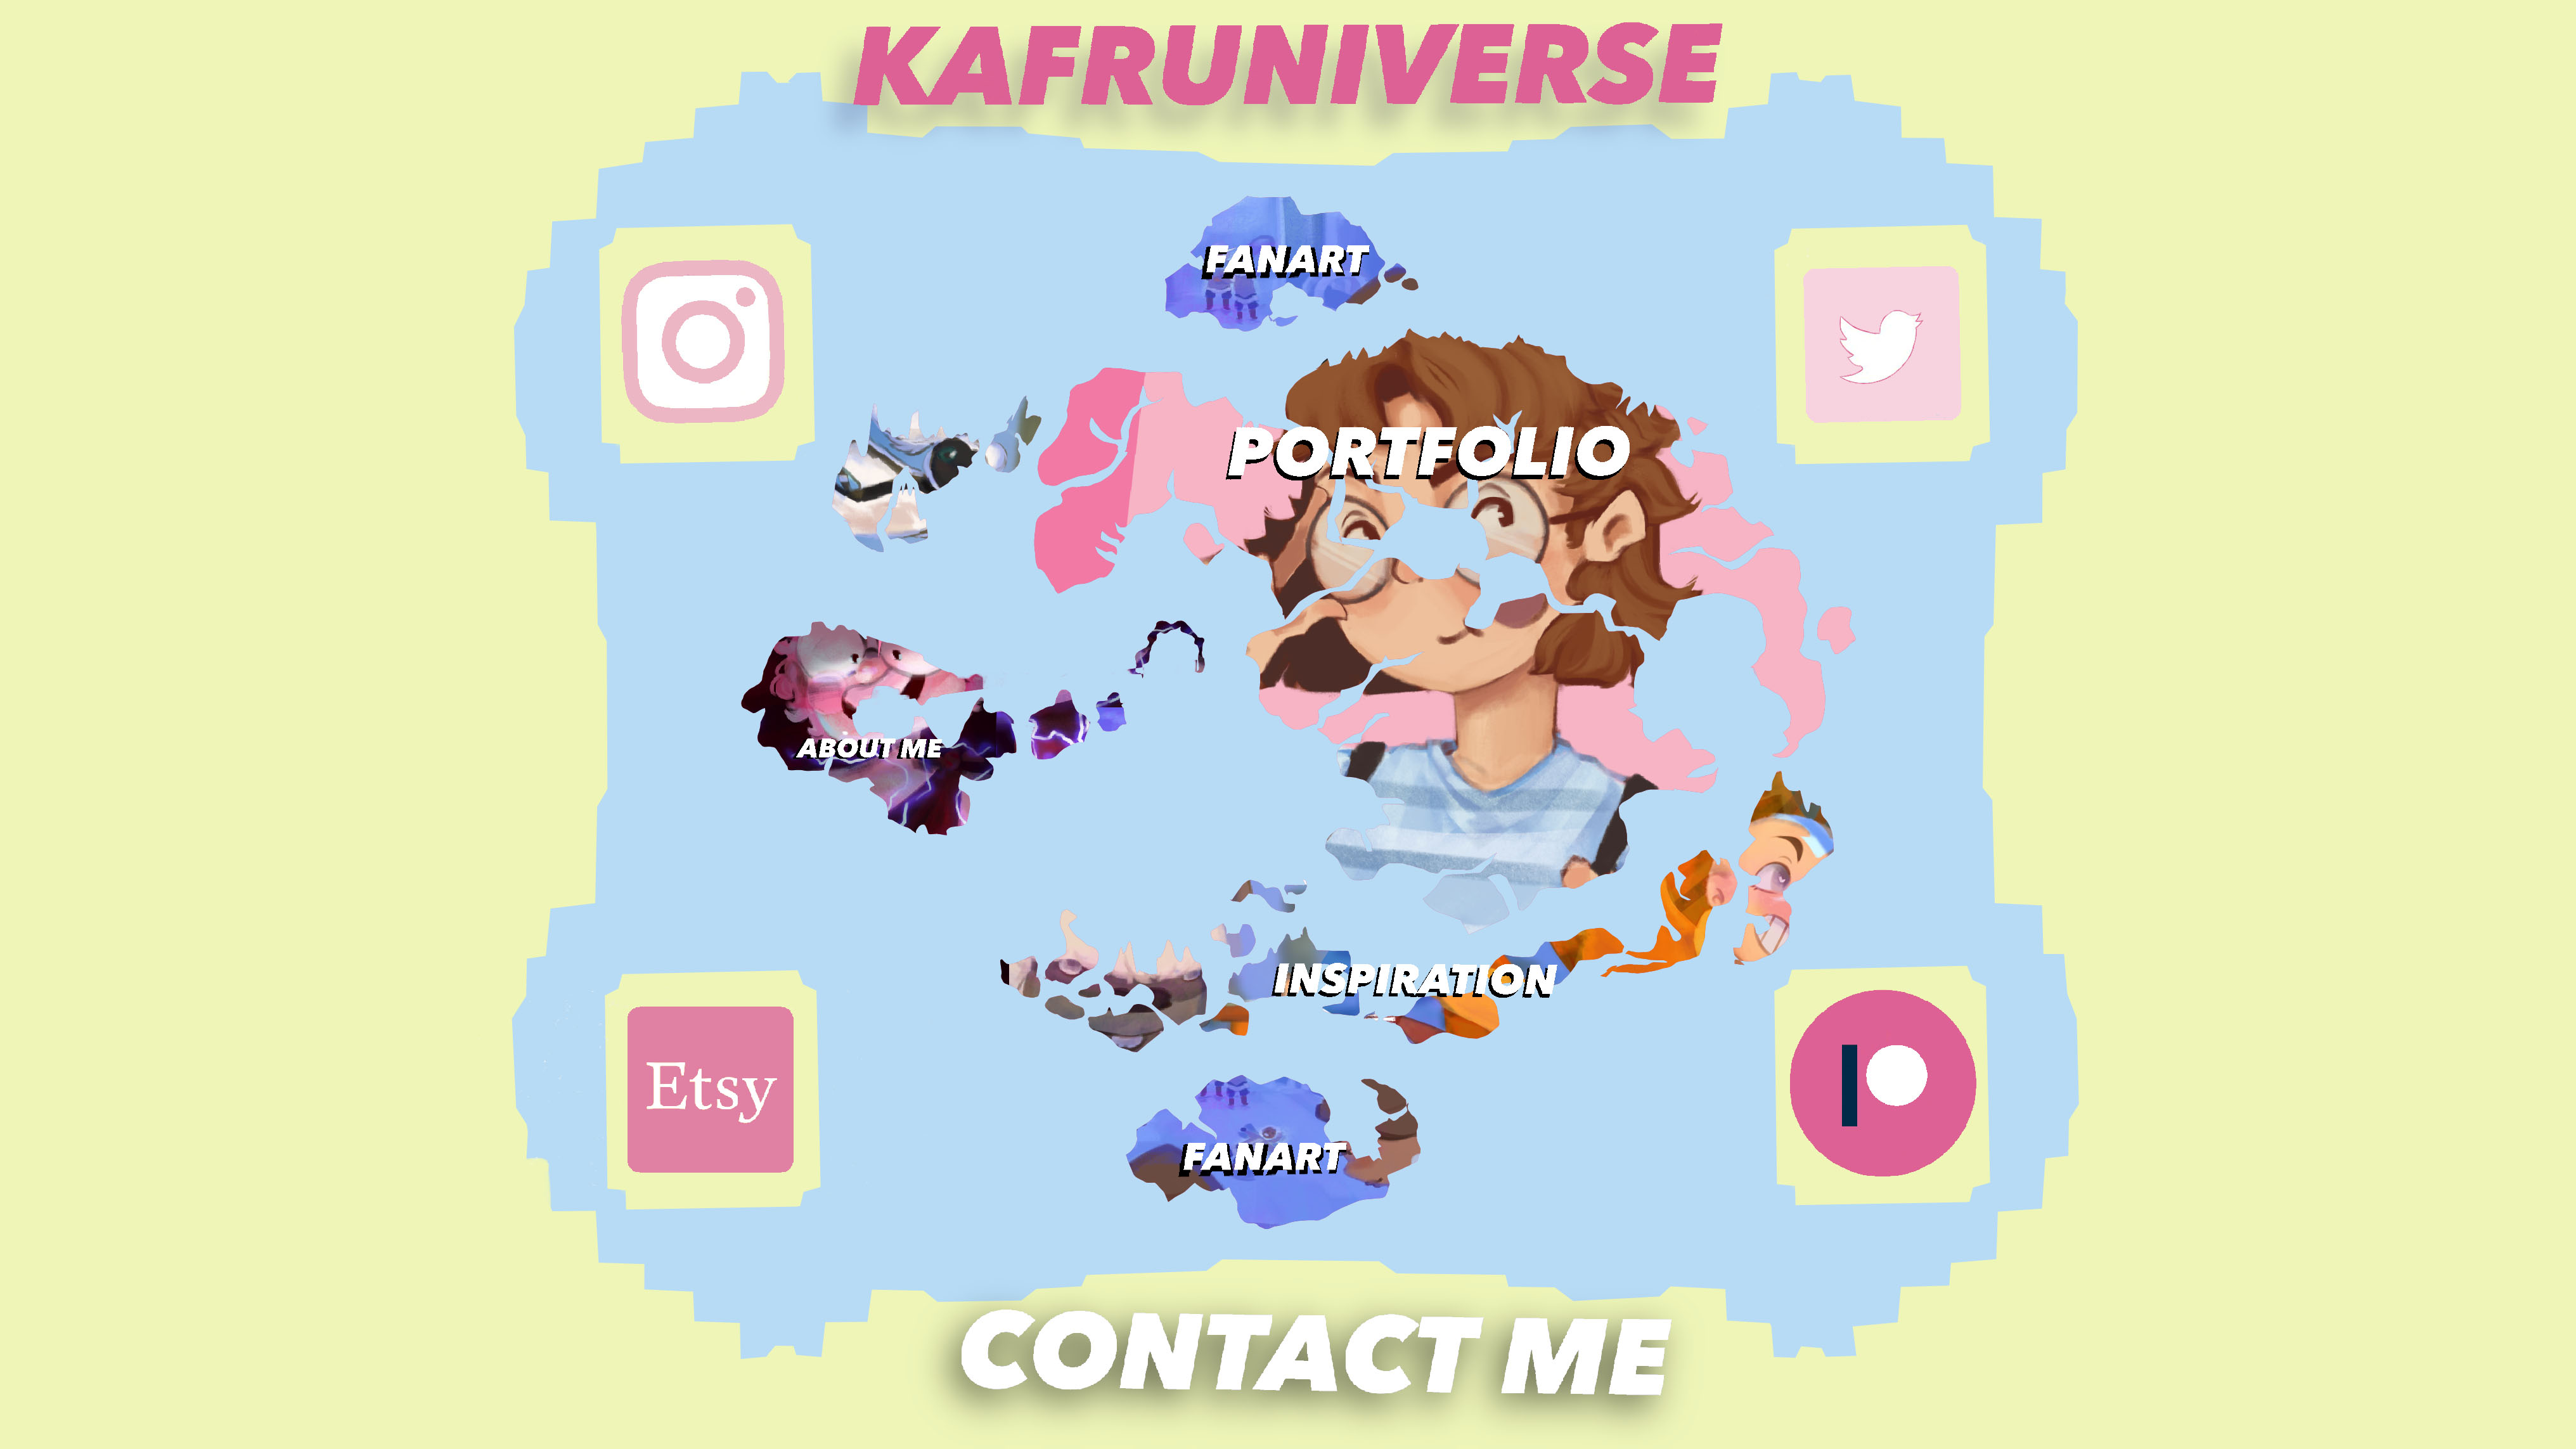 KAFRUNIVERSE
FANART
PORTFOLIO
ABOUT ME
INSPIRATION
Etsy
FANART
CONTACT ME